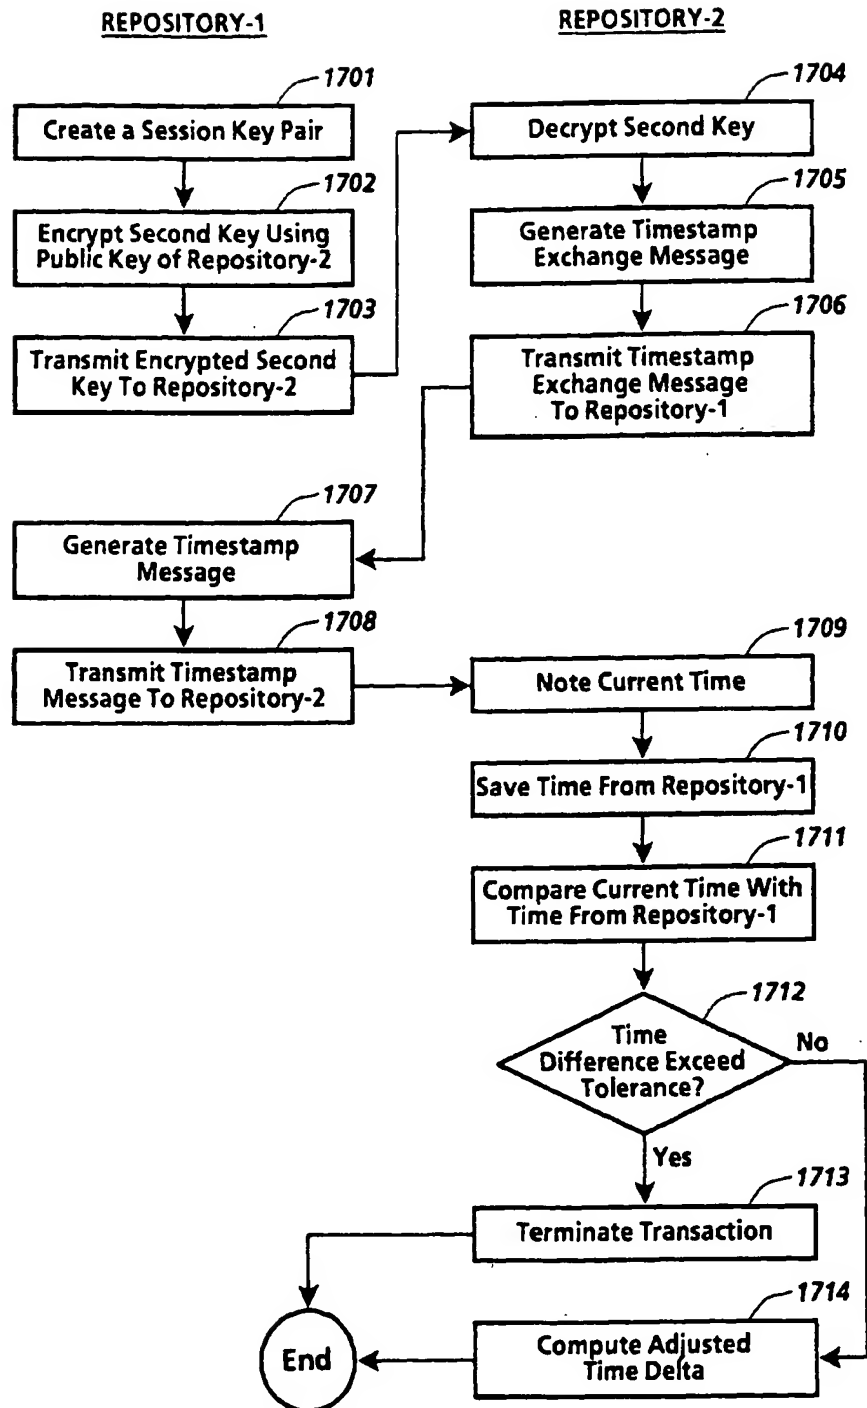 REPOSITORY-1
REPOSITORY-2
1701
Create a Session Key Pair
1702
Encrypt Second Key Using
Public Key of Repository-2
1703
Transmit Encrypted Second
Key To Repository-2
1704
Decrypt Second Key
1705
Generate Timestamp
Exchange Message
1706
Transmit Timestamp
Exchange Message
To Repository-1
1707
Generate Timestamp
Message
1708
Transmit Timestamp
Message To Repository-2
1709
Note Current Time
1710
Save Time From Repository-1
1711
Compare Current Time With
Time From Repository-1
1712
Time
Difference Exceed
Tolerance?
No
Yes
1713
Terminate Transaction
1714
Compute Adjusted
Time Delta
End